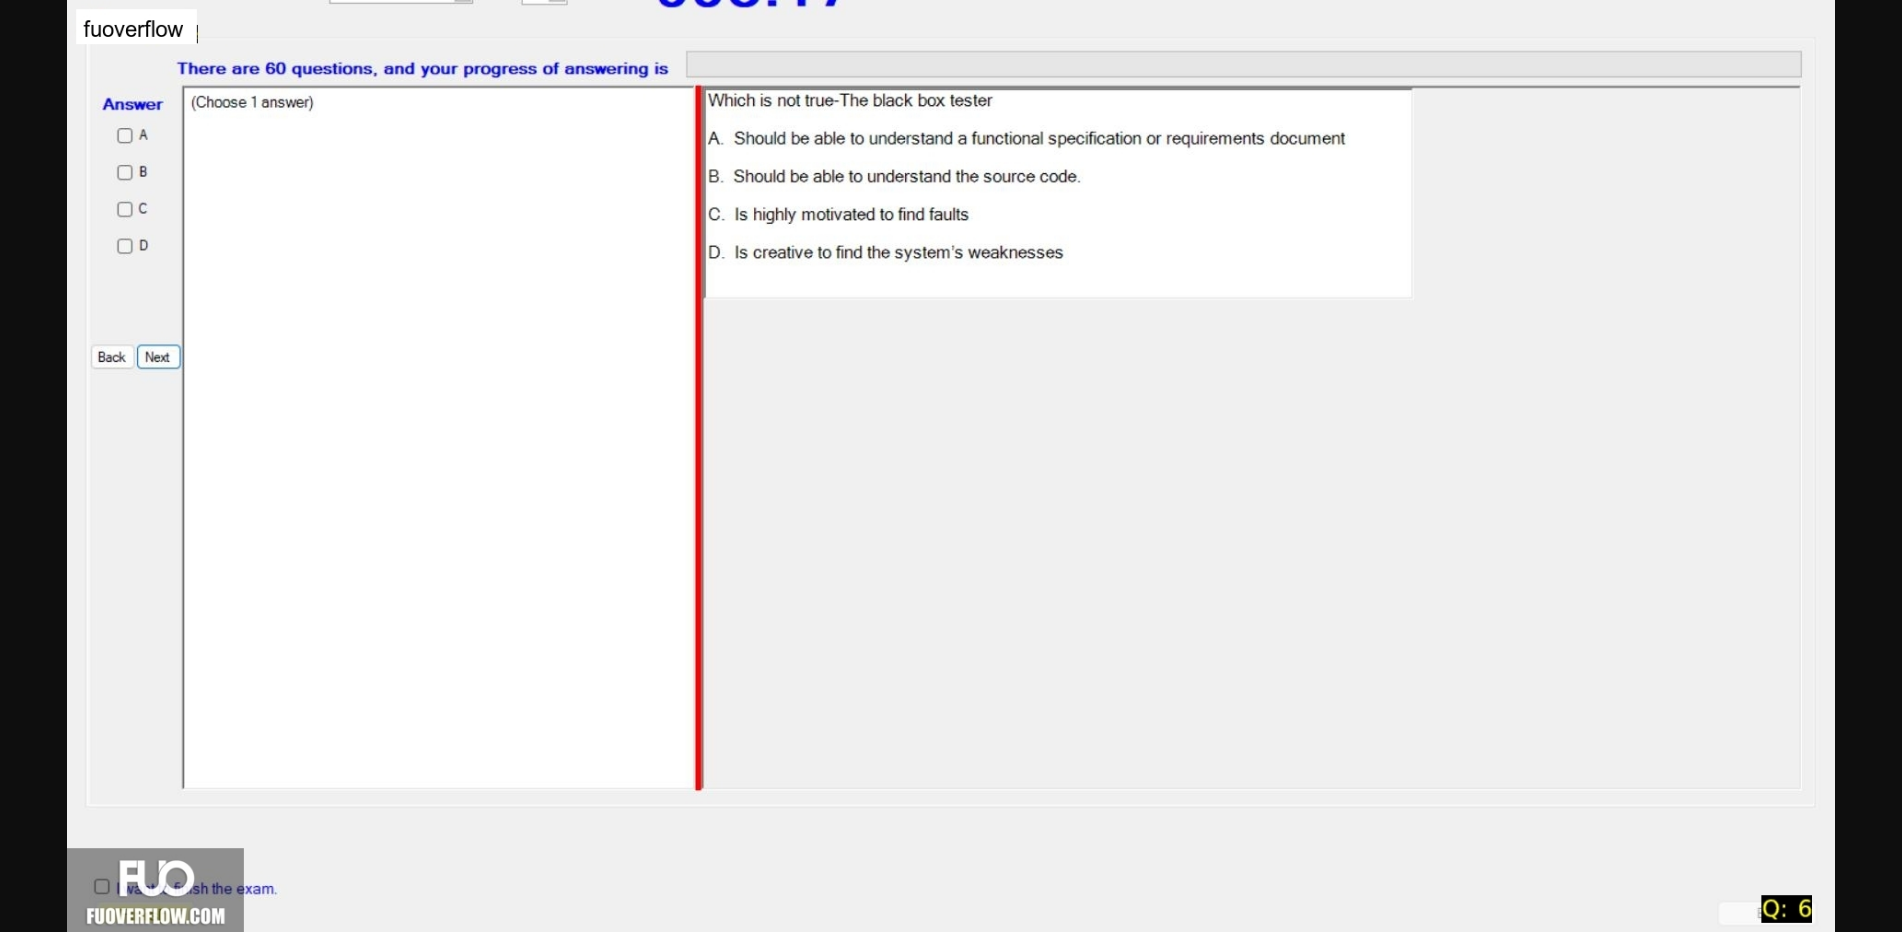 fuoverflow
There are 60 questions, and your progress of answering is
Answer
(Choose 1 answer)
A
B
C
D
Back Next
Which is not true-The black box tester
A. Should be able to understand a functional specification or requirements document
B. Should be able to understand the source code.
C. Is highly motivated to find faults
D. Is creative to find the system's weaknesses
I want finish the exam.
FUO
FUOVERFLOW.COM
Q: 6